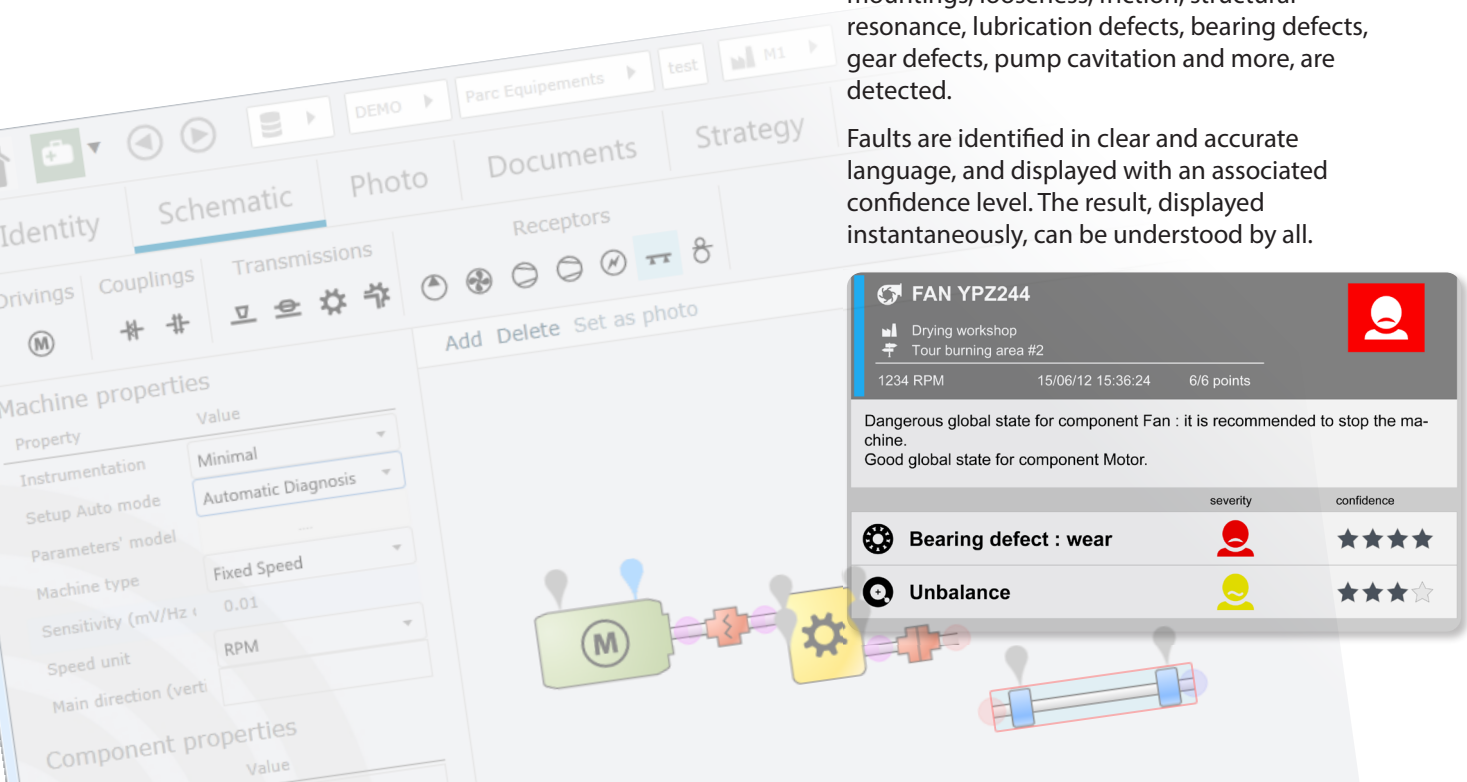 mountings, looseness, friction, structural
resonance, lubrication defects, bearing defects,
gear defects, pump cavitation and more, are
detected.
Faults are identified in clear and accurate
language, and displayed with an associated
confidence level. The result, displayed
instantaneously, can be understood by all.
DEMO
Parc Equipements
test
M1
Identity
Schematic
Photo
Documents
Strategy
Drivings
Couplings
Transmissions
Receptors
M
Add Delete Set as photo
Machine properties
Property
Value
Instrumentation
Minimal
Setup Auto mode
Automatic Diagnosis
Parameters' model
...
Machine type
Fixed Speed
Sensitivity (mV/Hz
0.01
Speed unit
RPM
Main direction
Component properties
Value
M
FAN YPZ244
Drying workshop
Tour burning area #2
1234 RPM 15/06/12 15:36:24 6/6 points
Dangerous global state for component Fan : it is recommended to stop the ma-
chine.
Good global state for component Motor.
severity confidence
Bearing defect : wear
Unbalance